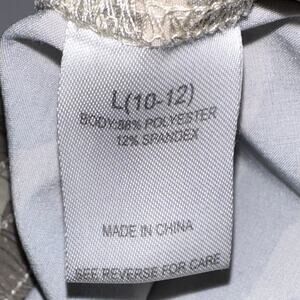 L(10-12)
BODY:88% POLYESTER
12% SPANDEX
MADE IN CHINA
SEE REVERSE FOR CARE